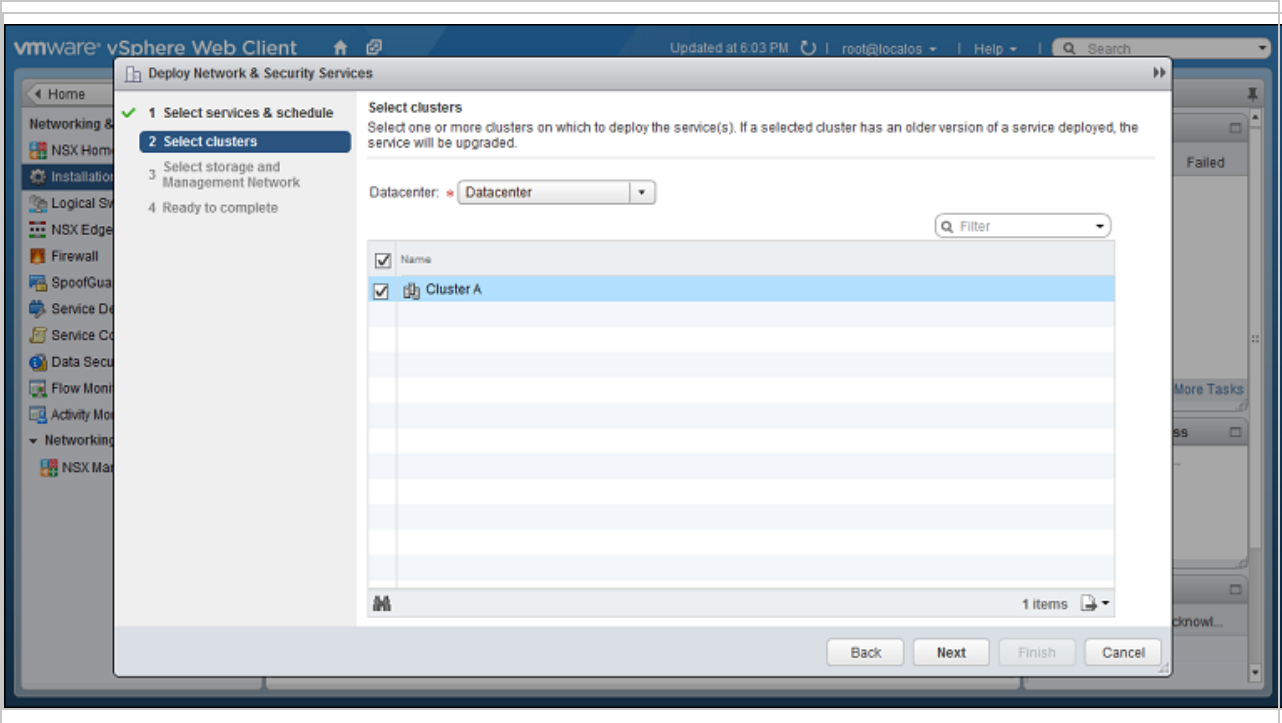 vmware® vSphere Web Client
Updated at 6:03 PM | root@localos | Help | Search
Deploy Network & Security Services
Home
Networking &
NSX Home
Installation
Logical Sw
NSX Edge
Firewall
SpoofGua
Service De
Service Co
Data Secu
Flow Monit
Activity Mo
Networking
NSX Man
1 Select services & schedule
2 Select clusters
3 Select storage and
Management Network
4 Ready to complete
Select clusters
Select one or more clusters on which to deploy the service(s). If a selected cluster has an older version of a service deployed, the
service will be upgraded.
Datacenter: * Datacenter
Filter
Name
Cluster A
1 items
Back Next Finish Cancel
Failed
More Tasks
ss
cknowl...